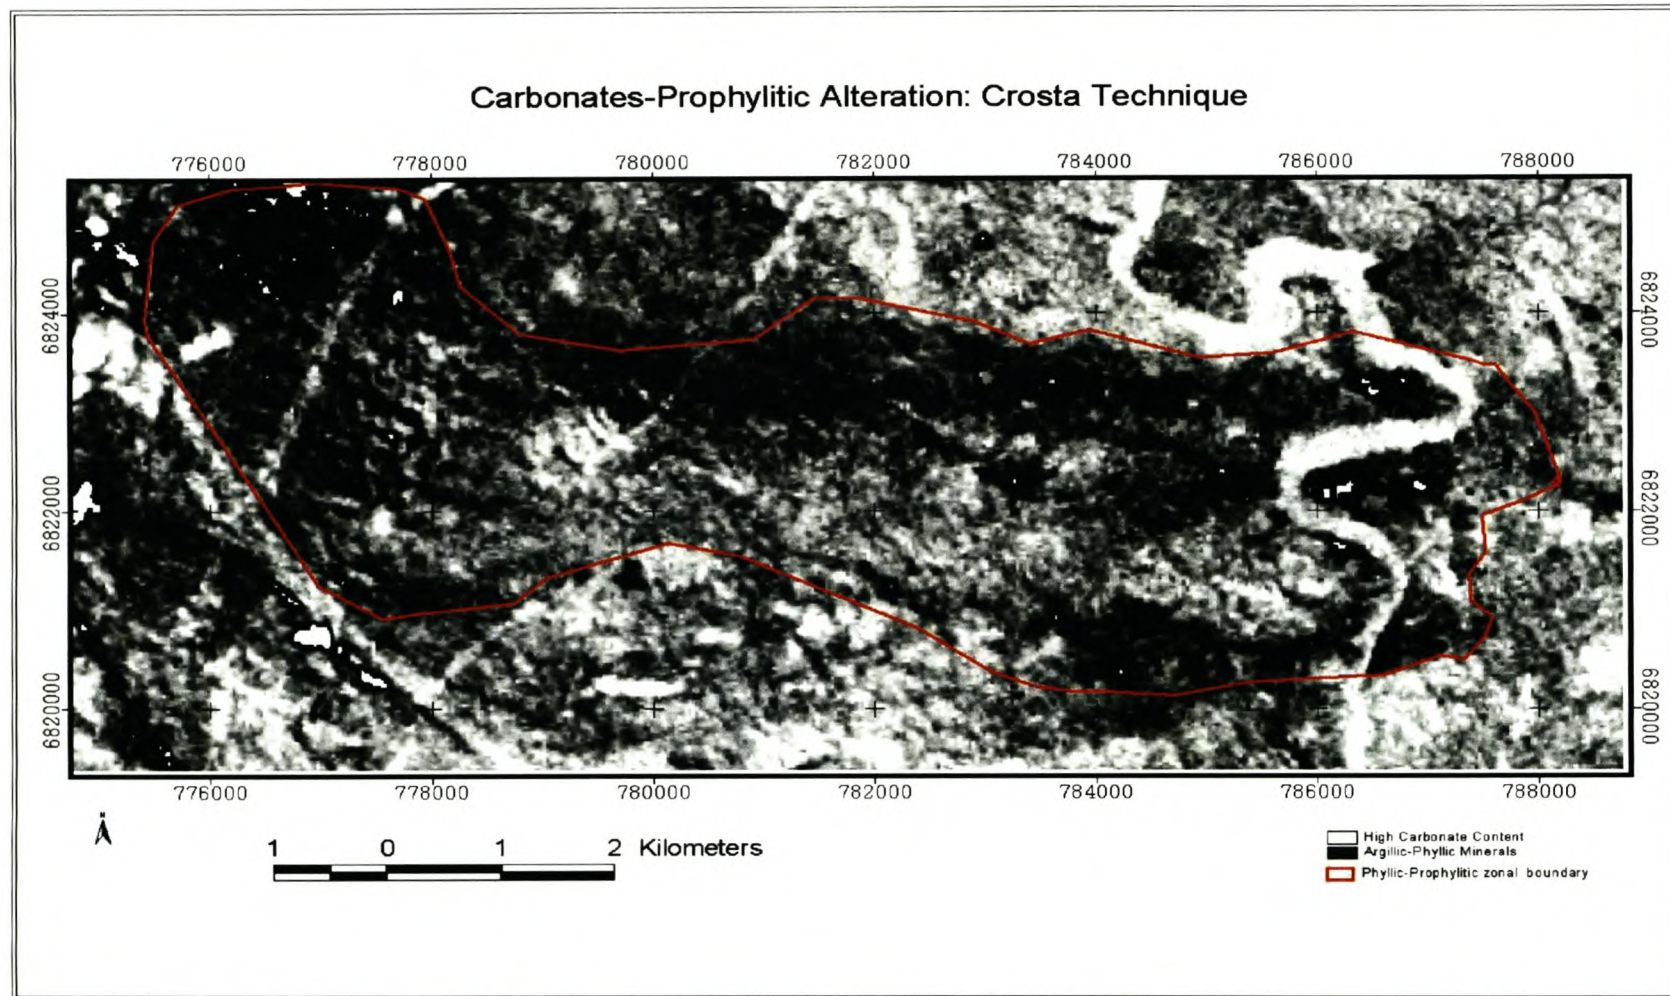 Carbonates-Prophylitic Alteration: Crosta Technique
776000 778000 780000 782000 784000 786000 788000
6824000 6824000
6822000 6822000
6820000 6820000
776000 778000 780000 782000 784000 786000 788000
N
1 0 1 2 Kilometers
High Carbonate Content
Argillic-Phyllic Minerals
Phyllic-Prophylitic zonal boundary